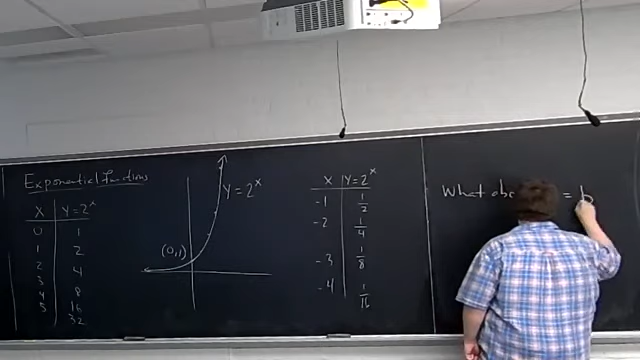 Exponential functions
X Y=2^x
0 1
1 2
2 4
3 8
4 16
5 32
Y=2^x
(0,1)
X Y=2^x
-1 1/2
-2 1/4
-3 1/8
-4 1/16
What = b